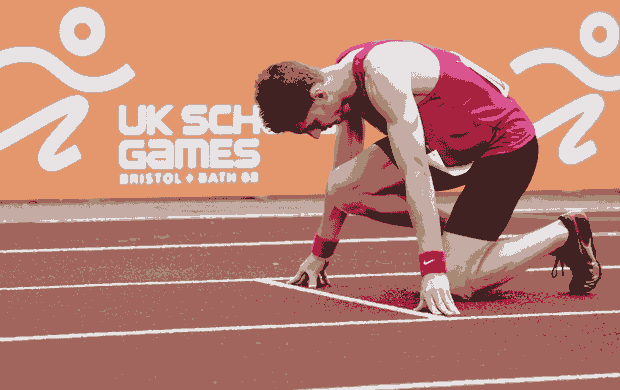 UK SCH
GAMES
BRISTOL + BATH 08